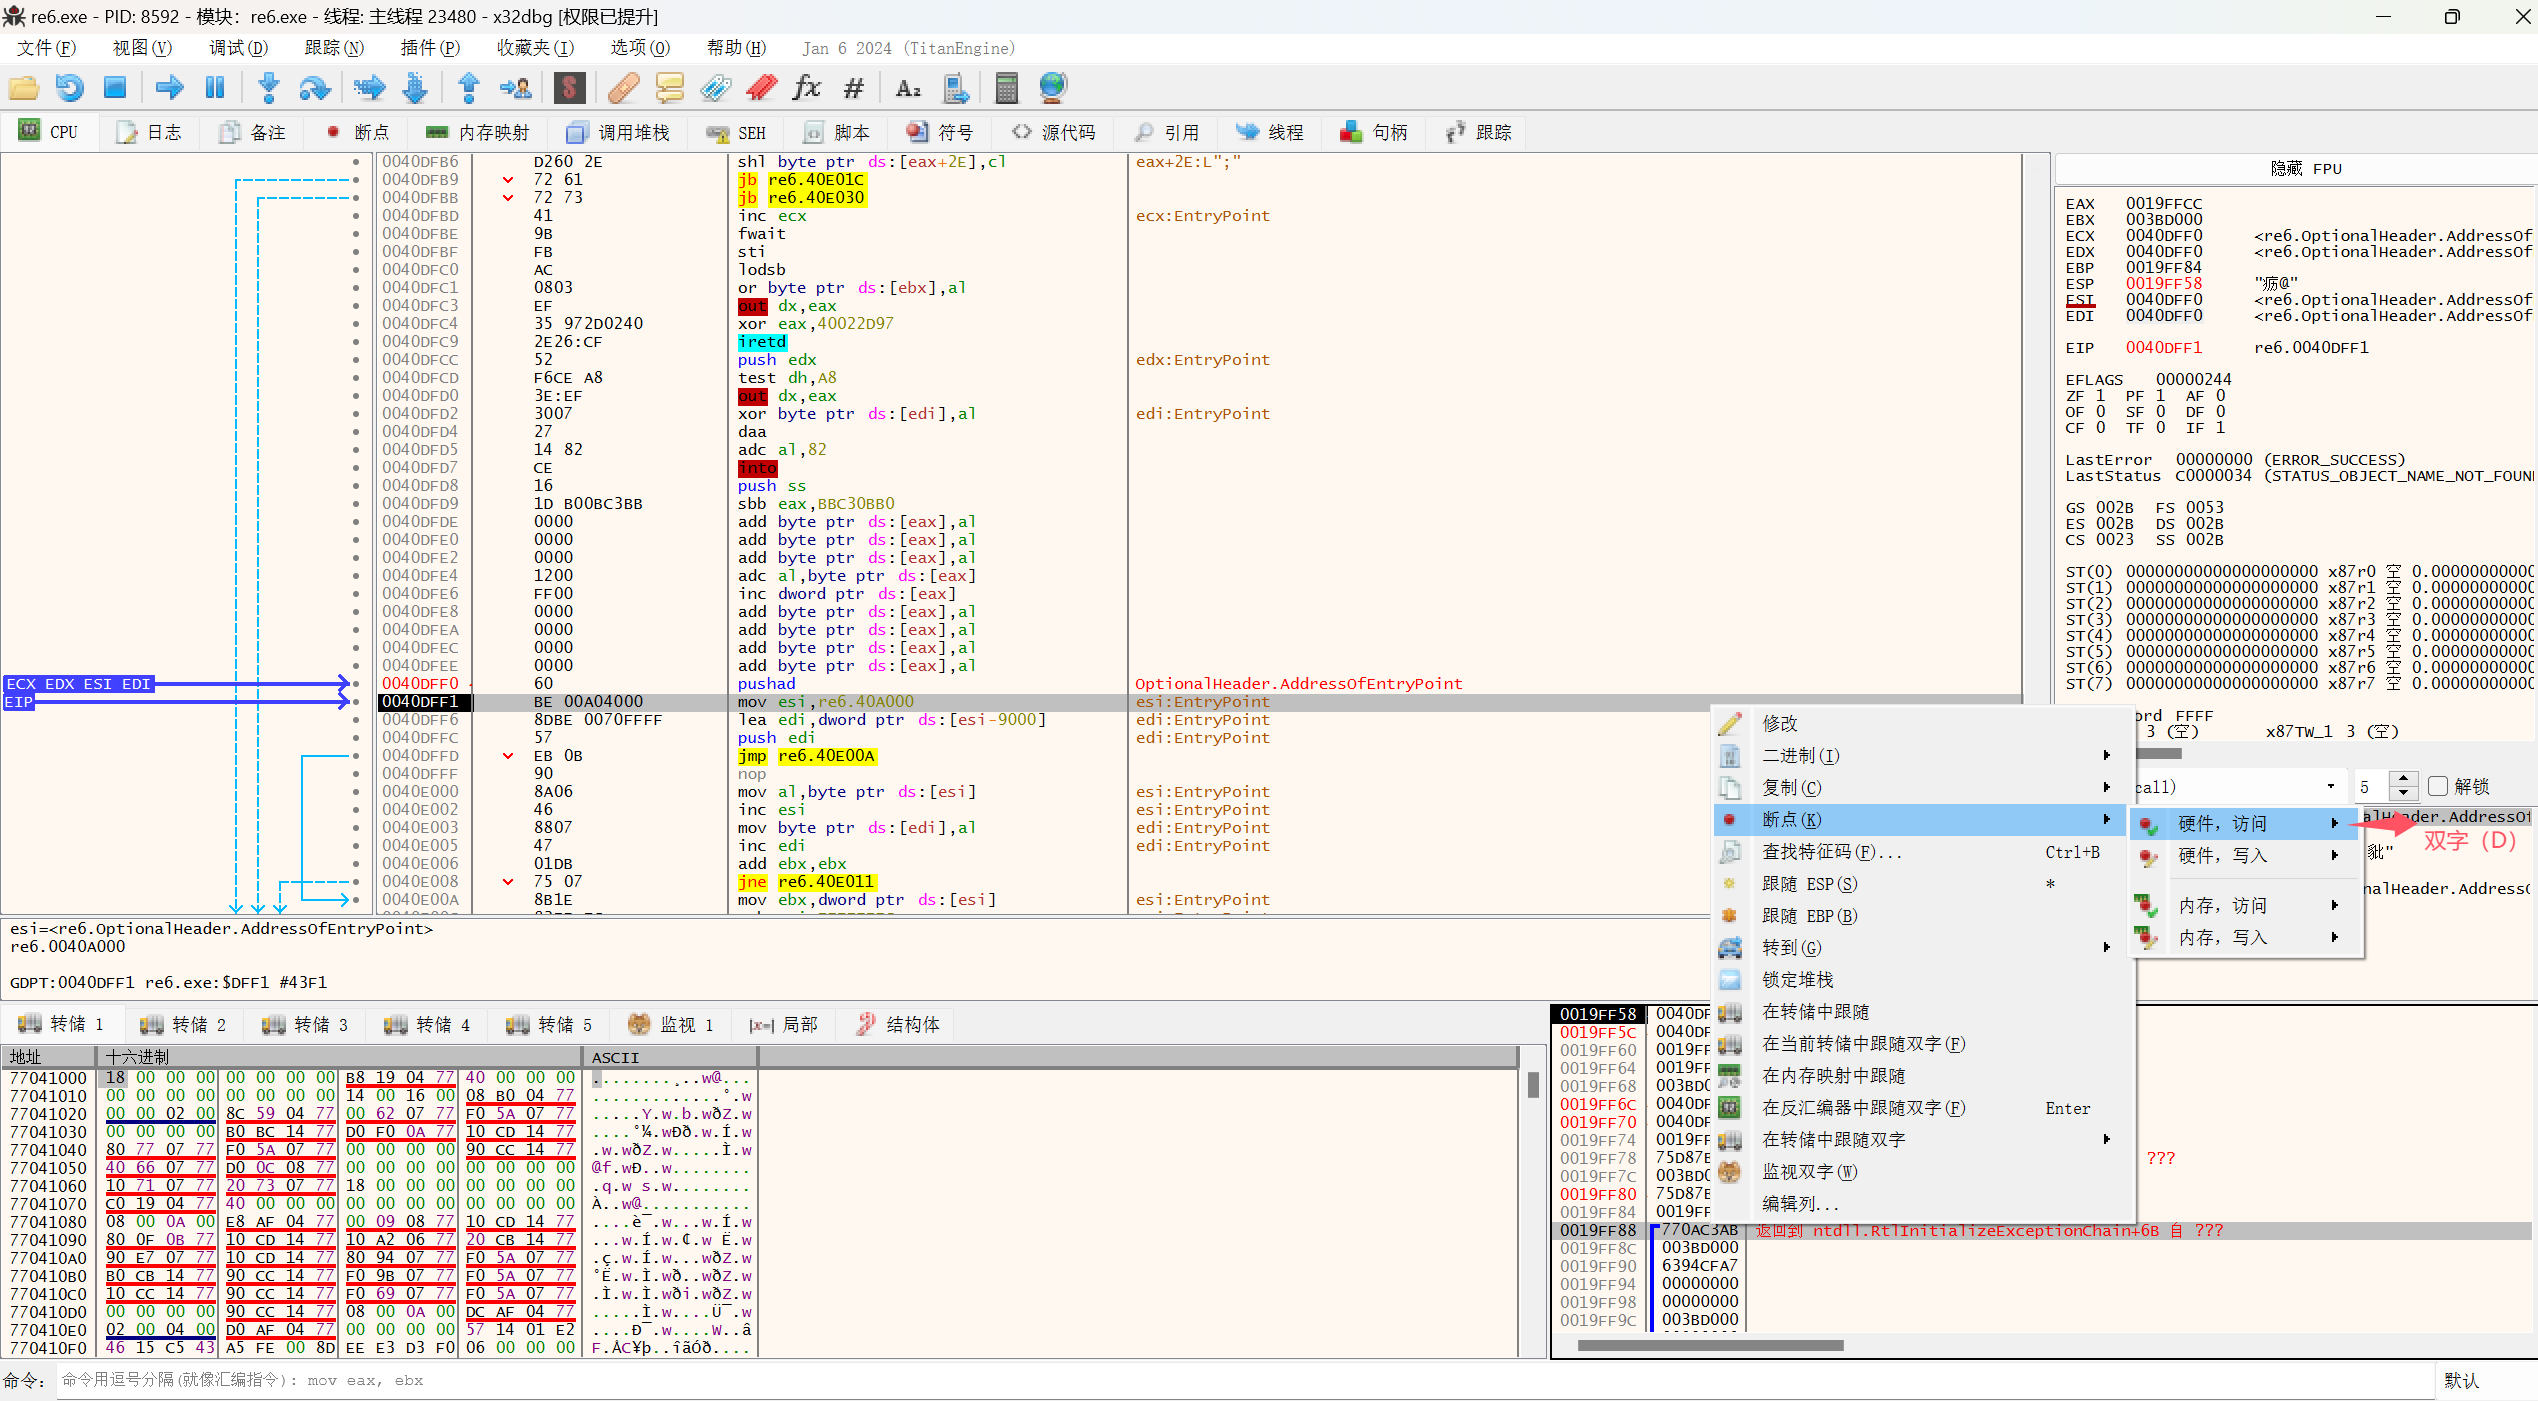 re6.exe - PID: 8592 - 模块: re6.exe - 线程: 主线程 23480 - x32dbg [权限已提升]
文件(F) 视图(V) 调试(D) 跟踪(N) 插件(P) 收藏夹(I) 选项(O) 帮助(H) Jan 6 2024 (TitanEngine)
CPU 日志 备注 断点 内存映射 调用堆栈 SEH 脚本 符号 源代码 引用 线程 句柄 跟踪
0040DFB6 D260 2E shl byte ptr ds:[eax+2E],cl eax+2E:L";"
0040DFB9 72 61 jb re6.40E01C
0040DFBB 72 73 jb re6.40E030
0040DFBD 41 inc ecx ecx:EntryPoint
0040DFBE 9B fwait
0040DFBF FB sti
0040DFC0 AC lodsb
0040DFC1 0803 or byte ptr ds:[ebx],al
0040DFC3 EF out dx,eax
0040DFC4 35 972D0240 xor eax,40022D97
0040DFC9 2E26:CF iretd
0040DFCC 52 push edx edx:EntryPoint
0040DFCD F6CE A8 test dh,A8
0040DFD0 3E:EF out dx,eax
0040DFD2 3007 xor byte ptr ds:[edi],al edi:EntryPoint
0040DFD4 27 daa
0040DFD5 14 82 adc al,82
0040DFD7 CE into
0040DFD8 16 push ss
0040DFD9 1D B00BC3BB sbb eax,BBC30BB0
0040DFDE 0000 add byte ptr ds:[eax],al
0040DFE0 0000 add byte ptr ds:[eax],al
0040DFE2 0000 add byte ptr ds:[eax],al
0040DFE4 1200 adc al,byte ptr ds:[eax]
0040DFE6 FF00 inc dword ptr ds:[eax]
0040DFE8 0000 add byte ptr ds:[eax],al
0040DFEA 0000 add byte ptr ds:[eax],al
0040DFEC 0000 add byte ptr ds:[eax],al
0040DFEE 0000 add byte ptr ds:[eax],al
ECX EDX ESI EDI 0040DFF0 60 pushad OptionalHeader.AddressOfEntryPoint
EIP 0040DFF1 BE 00A04000 mov esi,re6.40A000 esi:EntryPoint
0040DFF6 8DBE 0070FFFF lea edi,dword ptr ds:[esi-9000] edi:EntryPoint
0040DFFC 57 push edi edi:EntryPoint
0040DFFD EB 0B jmp re6.40E00A
0040DFFF 90 nop
0040E000 8A06 mov al,byte ptr ds:[esi] esi:EntryPoint
0040E002 46 inc esi esi:EntryPoint
0040E003 8807 mov byte ptr ds:[edi],al edi:EntryPoint
0040E005 47 inc edi edi:EntryPoint
0040E006 01DB add ebx,ebx
0040E008 75 07 jne re6.40E011
0040E00A 8B1E mov ebx,dword ptr ds:[esi] esi:EntryPoint
隐藏 FPU
EAX 0019FFCC
EBX 003BD000
ECX 0040DFF0 <re6.OptionalHeader.AddressOf
EDX 0040DFF0 <re6.OptionalHeader.AddressOf
EBP 0019FF84
ESP 0019FF58 "疬@"
ESI 0040DFF0 <re6.OptionalHeader.AddressOf
EDI 0040DFF0 <re6.OptionalHeader.AddressOf
EIP 0040DFF1 re6.0040DFF1
EFLAGS 00000244
ZF 1 PF 1 AF 0
OF 0 SF 0 DF 0
CF 0 TF 0 IF 1
LastError 00000000 (ERROR_SUCCESS)
LastStatus C0000034 (STATUS_OBJECT_NAME_NOT_FOUN
GS 002B FS 0053
ES 002B DS 002B
CS 0023 SS 002B
ST(0) 00000000000000000000 x87r0 空 0.00000000000
ST(1) 00000000000000000000 x87r1 空 0.00000000000
ST(2) 00000000000000000000 x87r2 空 0.00000000000
ST(3) 00000000000000000000 x87r3 空 0.00000000000
ST(4) 00000000000000000000 x87r4 空 0.00000000000
ST(5) 00000000000000000000 x87r5 空 0.00000000000
ST(6) 00000000000000000000 x87r6 空 0.00000000000
ST(7) 00000000000000000000 x87r7 空 0.00000000000
ord FFFF
3 (空) x87TW_1 3 (空)
call) 5 解锁
alHeader.AddressOf
nalHeader.Address
修改
二进制(I)
复制(C)
断点(K)
查找特征码(F)... Ctrl+B
跟随 ESP(S) *
跟随 EBP(B)
转到(G)
锁定堆栈
在转储中跟随
在当前转储中跟随双字(F)
在内存映射中跟随
在反汇编器中跟随双字(F) Enter
在转储中跟随双字
监视双字(W)
编辑列...
硬件, 访问
硬件, 写入
内存, 访问
内存, 写入
双字（D）
esi=<re6.OptionalHeader.AddressOfEntryPoint>
re6.0040A000
GDPT:0040DFF1 re6.exe:$DFF1 #43F1
转储 1 转储 2 转储 3 转储 4 转储 5 监视 1 [x=] 局部 结构体
地址 十六进制 ASCII
77041000 18 00 00 00 00 00 00 00 B8 19 04 77 40 00 00 00 ........¸..w@...
77041010 00 00 00 00 00 00 00 00 14 00 16 00 08 B0 04 77 .............°.w
77041020 00 00 02 00 8C 59 04 77 00 62 07 77 F0 5A 07 77 .....Y.w.b.wðZ.w
77041030 00 00 00 00 B0 BC 14 77 D0 F0 0A 77 10 CD 14 77 ....°¼.wÐð.w.Í.w
77041040 80 77 07 77 F0 5A 07 77 00 00 00 00 90 CC 14 77 .w.wðZ.w.....Ì.w
77041050 40 66 07 77 D0 0C 08 77 00 00 00 00 00 00 00 00 @f.wÐ..w........
77041060 10 71 07 77 20 73 07 77 18 00 00 00 00 00 00 00 .q.w s.w........
77041070 C0 19 04 77 40 00 00 00 00 00 00 00 00 00 00 00 À..w@...........
77041080 08 00 0A 00 E8 AF 04 77 00 09 08 77 10 CD 14 77 ....è¯.w...w.Í.w
77041090 80 0F 0B 77 10 CD 14 77 10 A2 06 77 20 CB 14 77 ...w.Í.w.¢.w Ë.w
770410A0 90 E7 07 77 10 CD 14 77 80 94 07 77 F0 5A 07 77 .ç.w.Í.w...wðZ.w
770410B0 B0 CB 14 77 90 CC 14 77 F0 9B 07 77 F0 5A 07 77 °Ë.w.Ì.wð..wðZ.w
770410C0 10 CC 14 77 90 CC 14 77 F0 69 07 77 F0 5A 07 77 .Ì.w.Ì.wði.wðZ.w
770410D0 00 00 00 00 90 CC 14 77 08 00 0A 00 DC AF 04 77 .....Ì.w....Ü¯.w
770410E0 02 00 04 00 D0 AF 04 77 00 00 00 00 57 14 01 E2 ....Ð¯.w....W..â
770410F0 46 15 C5 43 A5 FE 00 8D EE E3 D3 F0 06 00 00 00 F.ÅC¥þ..îãÓð....
0019FF58 0040DF
0019FF5C 0040DF
0019FF60 0019FF
0019FF64 0019FF
0019FF68 003BD0
0019FF6C 0040DF
0019FF70 0040DF
0019FF74 0019FF
0019FF78 75D87E ???
0019FF7C 003BD0
0019FF80 75D87E
0019FF84 0019FF
0019FF88 770AC3AB 返回到 ntdll.RtlInitializeExceptionChain+6B 自 ???
0019FF8C 003BD000
0019FF90 6394CFA7
0019FF94 00000000
0019FF98 00000000
0019FF9C 003BD000
命令: 命令用逗号分隔(就像汇编指令): mov eax, ebx 默认